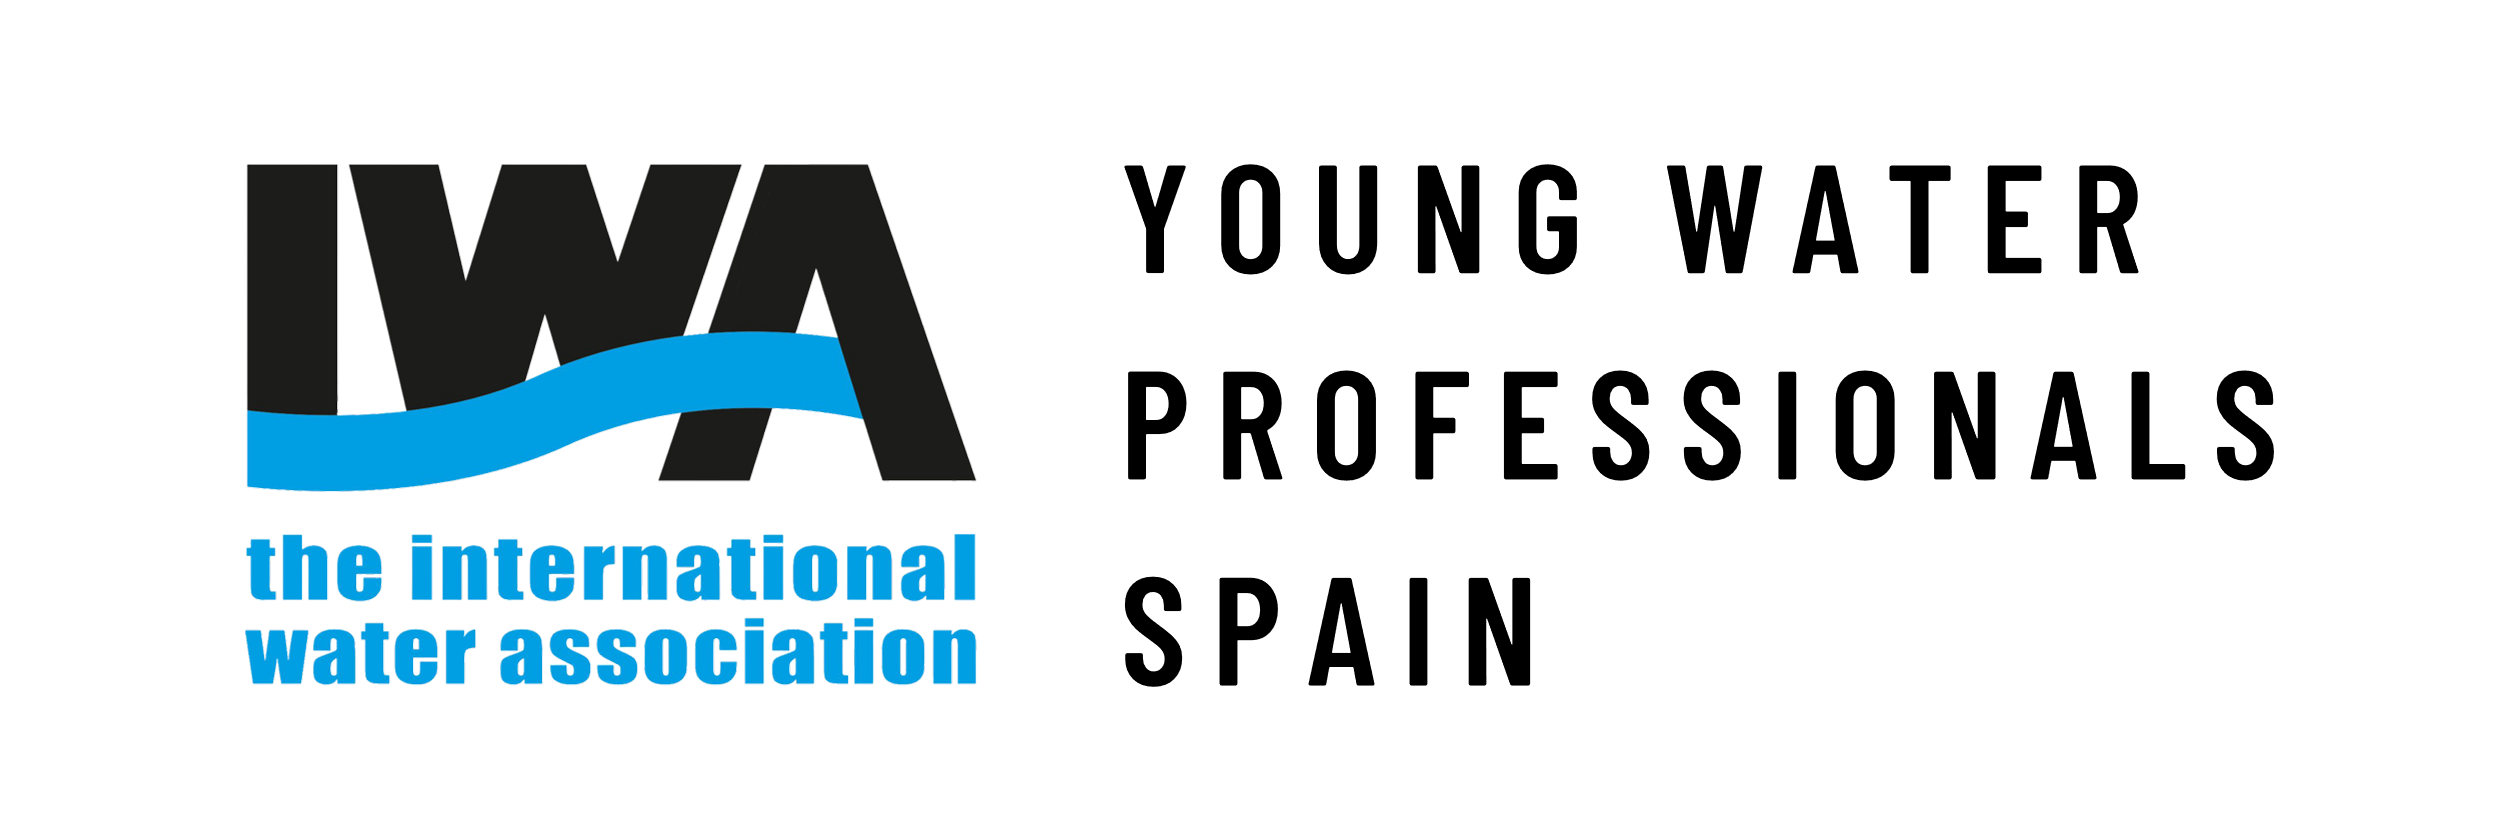 IWA
the international
water association
YOUNG WATER
PROFESSIONALS
SPAIN